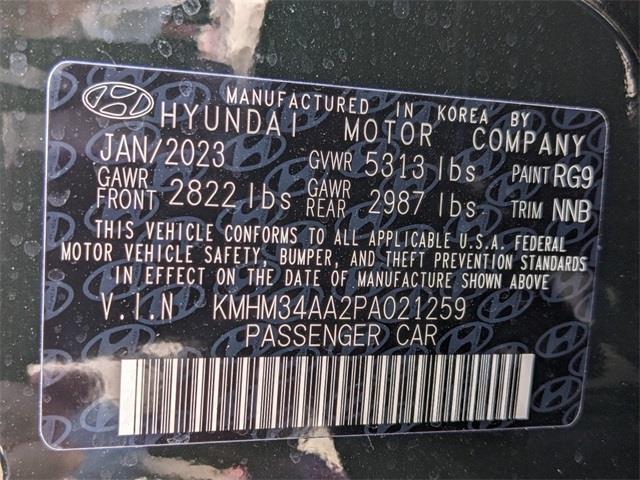 MANUFACTURED IN KOREA BY
HYUNDAI MOTOR COMPANY
JAN/2023 GVWR 5313 lbs PAINT RG9
GAWR FRONT 2822 lbs GAWR REAR 2987 lbs TRIM NNB
THIS VEHICLE CONFORMS TO ALL APPLICABLE U.S.A. FEDERAL
MOTOR VEHICLE SAFETY, BUMPER, AND THEFT PREVENTION STANDARDS
IN EFFECT ON THE DATE OF MANUFACTURE SHOWN ABOVE
V.I.N KMHM34AA2PA021259
PASSENGER CAR